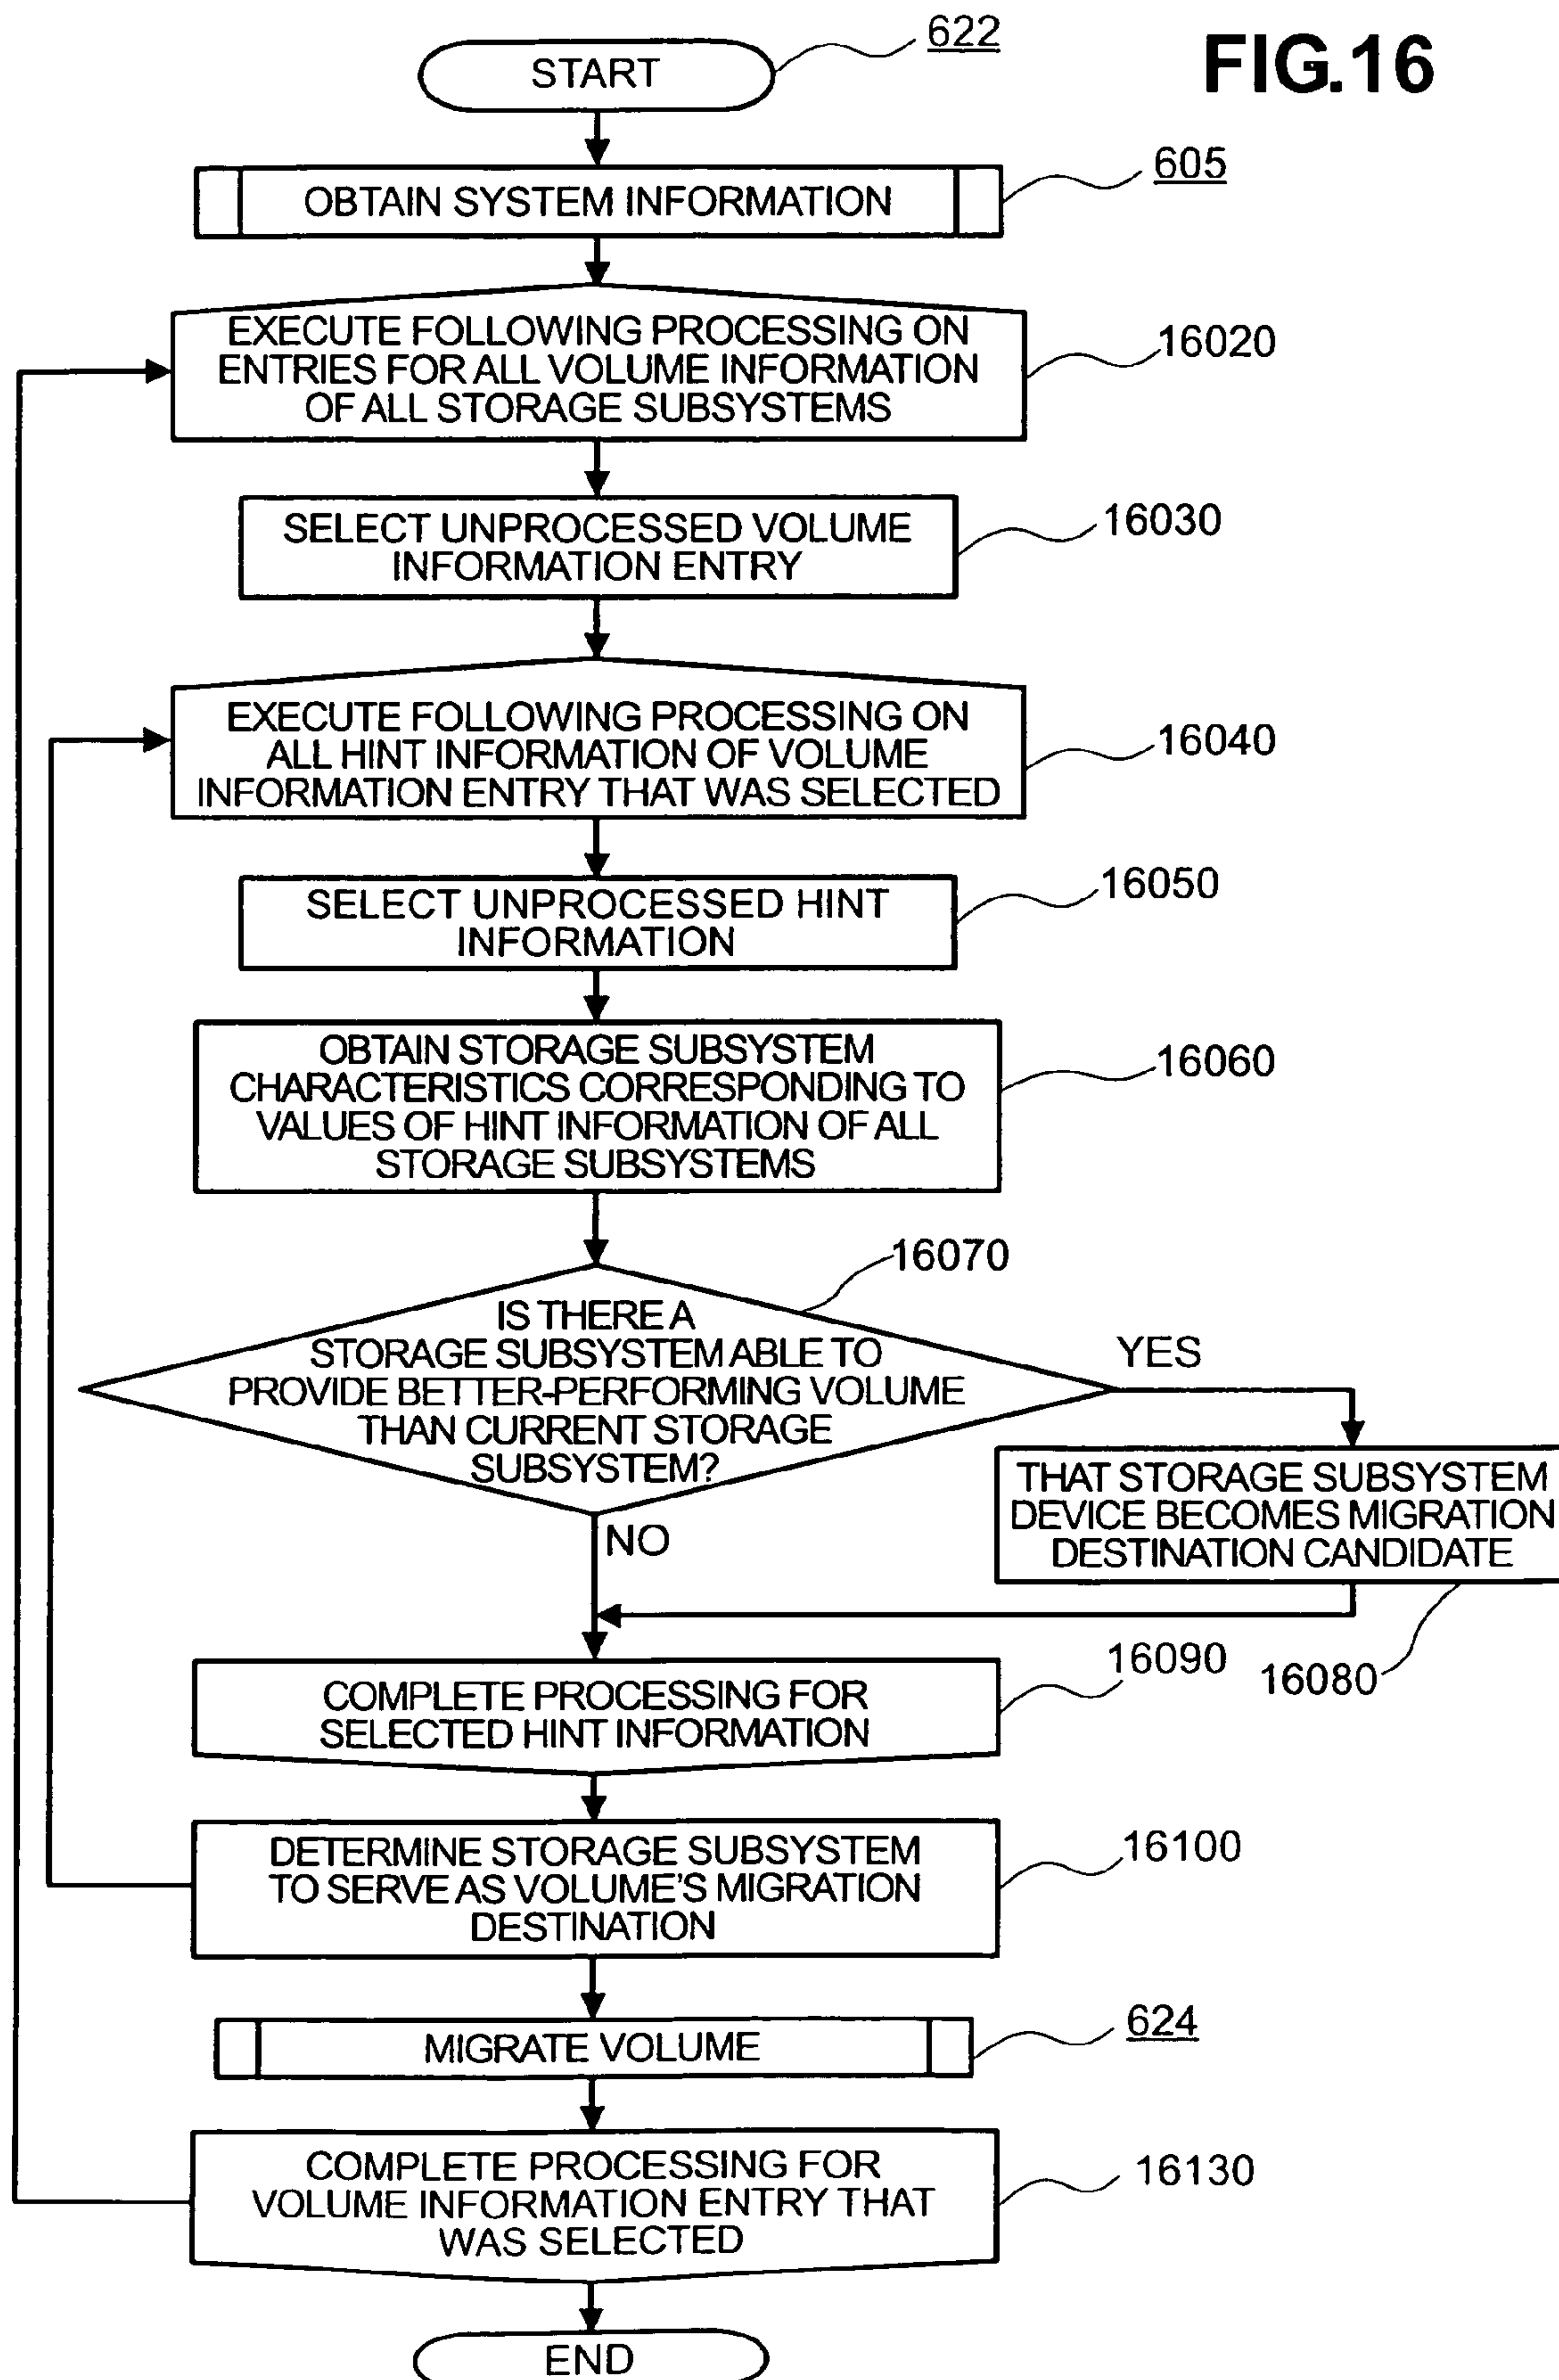 622
FIG.16
START
605
OBTAIN SYSTEM INFORMATION
EXECUTE FOLLOWING PROCESSING ON
ENTRIES FOR ALL VOLUME INFORMATION
OF ALL STORAGE SUBSYSTEMS
16020
SELECT UNPROCESSED VOLUME
INFORMATION ENTRY
16030
EXECUTE FOLLOWING PROCESSING ON
ALL HINT INFORMATION OF VOLUME
INFORMATION ENTRY THAT WAS SELECTED
16040
SELECT UNPROCESSED HINT
INFORMATION
16050
OBTAIN STORAGE SUBSYSTEM
CHARACTERISTICS CORRESPONDING TO
VALUES OF HINT INFORMATION OF ALL
STORAGE SUBSYSTEMS
16060
16070
IS THERE A
STORAGE SUBSYSTEM ABLE TO
PROVIDE BETTER-PERFORMING VOLUME
THAN CURRENT STORAGE
SUBSYSTEM?
YES
NO
THAT STORAGE SUBSYSTEM
DEVICE BECOMES MIGRATION
DESTINATION CANDIDATE
16080
COMPLETE PROCESSING FOR
SELECTED HINT INFORMATION
16090
DETERMINE STORAGE SUBSYSTEM
TO SERVE AS VOLUME'S MIGRATION
DESTINATION
16100
MIGRATE VOLUME
624
COMPLETE PROCESSING FOR
VOLUME INFORMATION ENTRY THAT
WAS SELECTED
16130
END